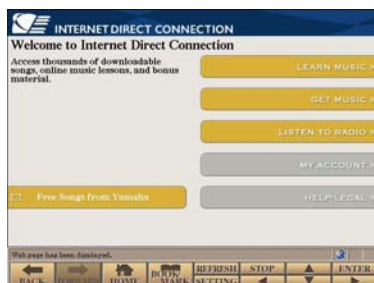 INTERNET DIRECT CONNECTION
Welcome to Internet Direct Connection
Access thousands of downloadable
songs, online music lessons, and bonus
material.
LEARN MUSIC
GET MUSIC
LISTEN TO RADIO
MY ACCOUNT
HELP/LEGAL
Free Songs from Yamaha
Web page has been displayed.
BACK FORWARD HOME BOOK MARK REFRESH STOP ENTER
SETTING